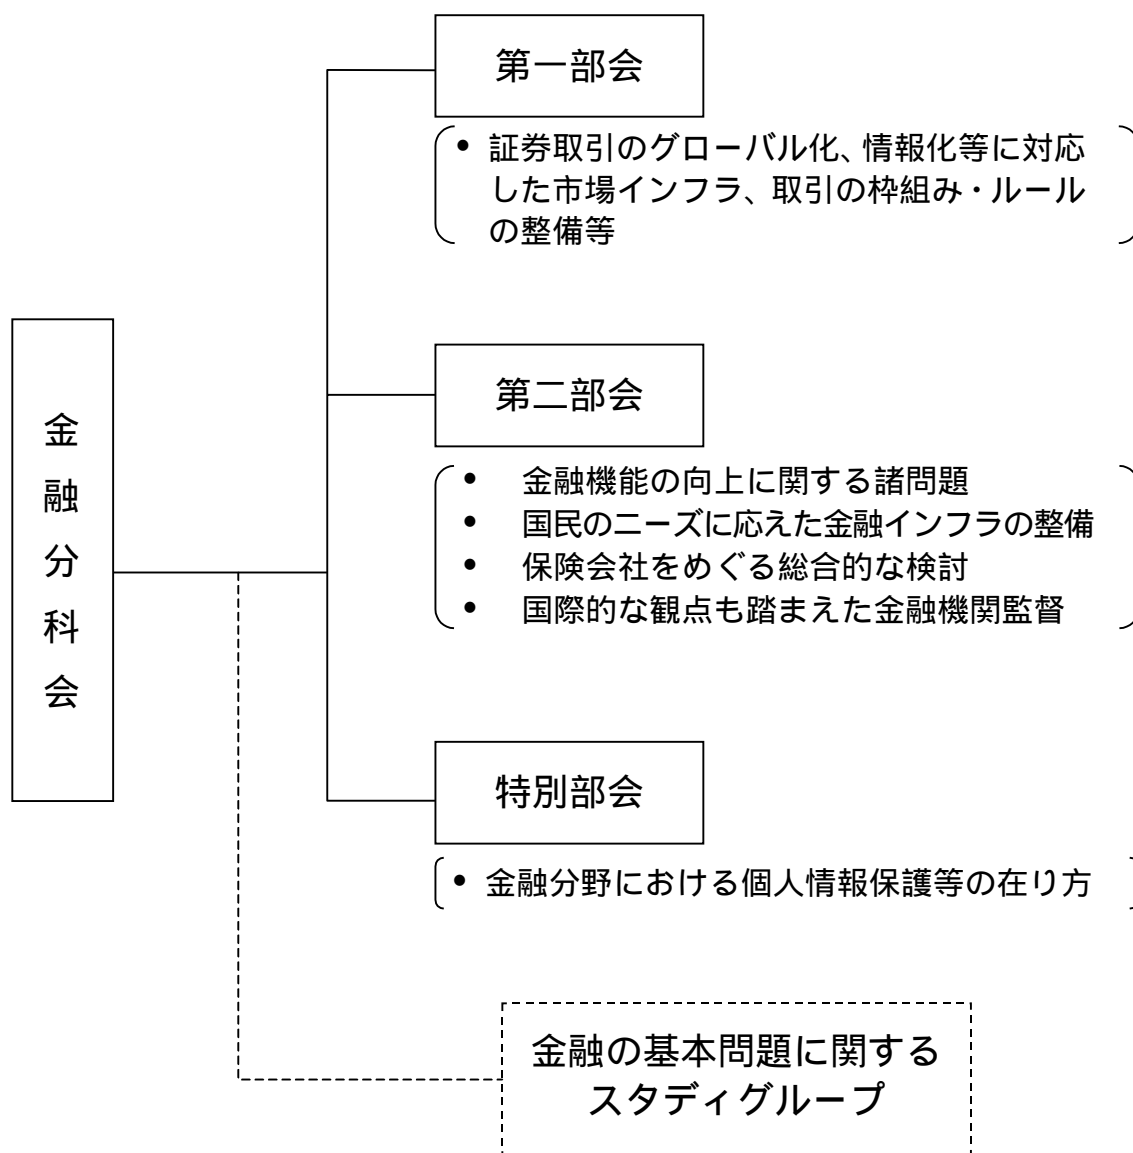 第一部会
• 証券取引のグローバル化、情報化等に対応
した市場インフラ、取引の枠組み・ルール
の整備等
金融分科会
第二部会
• 金融機能の向上に関する諸問題
• 国民のニーズに応えた金融インフラの整備
• 保険会社をめぐる総合的な検討
• 国際的な観点も踏まえた金融機関監督
特別部会
• 金融分野における個人情報保護等の在り方
金融の基本問題に関する
スタディグループ